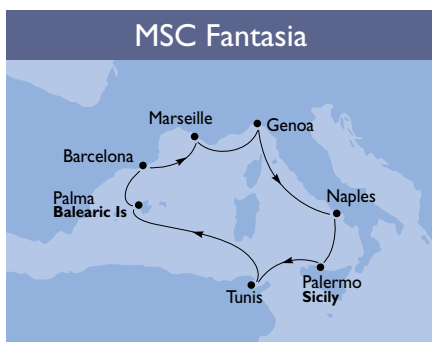 MSC Fantasia
Marseille
Genoa
Barcelona
Palma
Balearic Is
Naples
Tunis
Palermo
Sicily